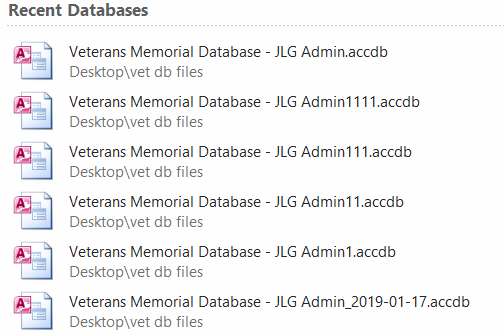 Recent Databases
Veterans Memorial Database - JLG Admin.accdb
Desktop\vet db files
Veterans Memorial Database - JLG Admin1111.accdb
Desktop\vet db files
Veterans Memorial Database - JLG Admin111.accdb
Desktop\vet db files
Veterans Memorial Database - JLG Admin11.accdb
Desktop\vet db files
Veterans Memorial Database - JLG Admin1.accdb
Desktop\vet db files
Veterans Memorial Database - JLG Admin_2019-01-17.accdb
Desktop\vet db files